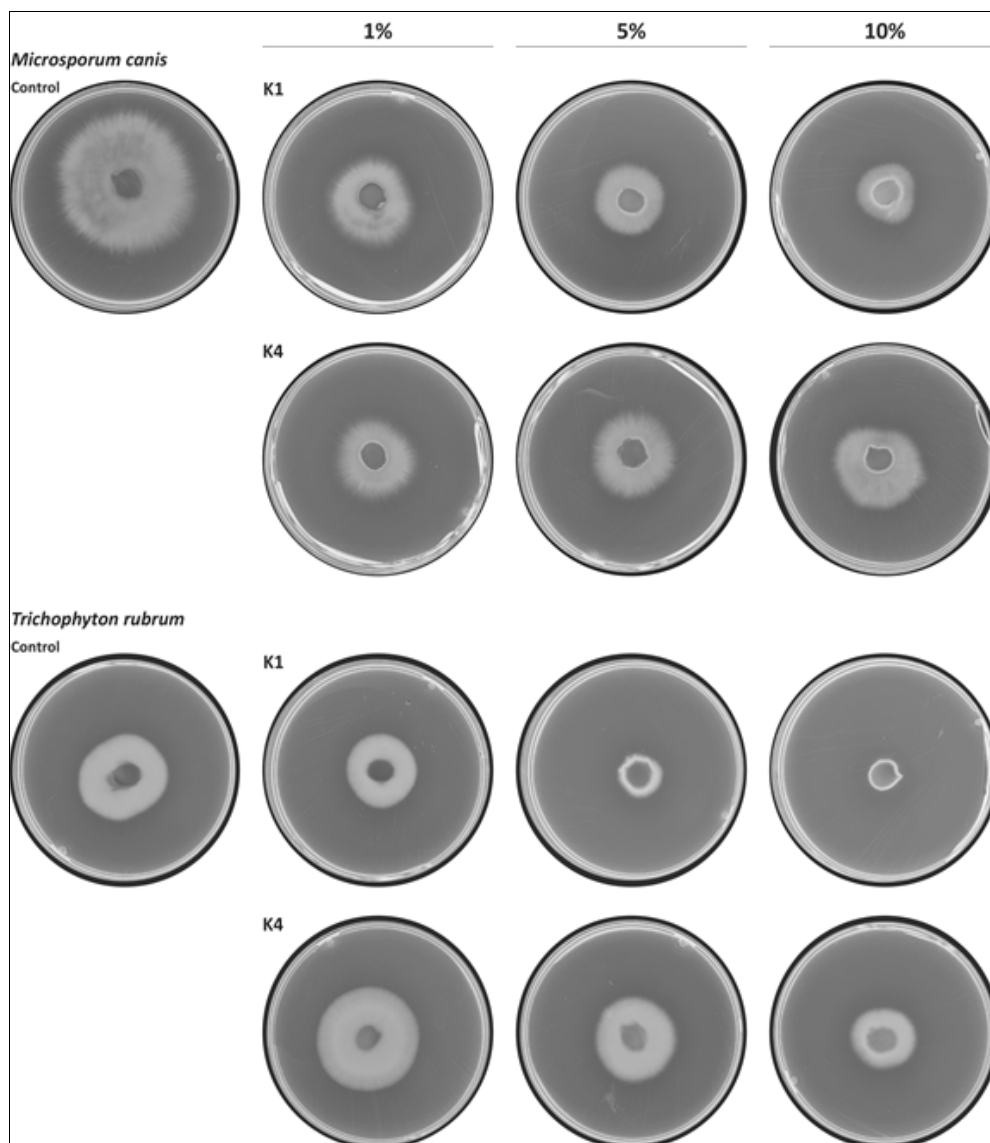 1% 5% 10%
Microsporum canis
Control K1
K4
Trichophyton rubrum
Control K1
K4